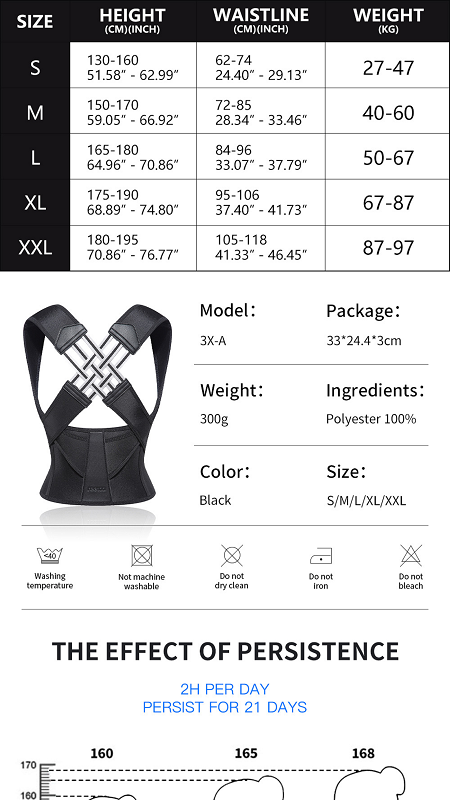 SIZE
HEIGHT
(CM)(INCH)
WAISTLINE
(CM)(INCH)
WEIGHT
(KG)
S
130-160
51.58″ - 62.99″
62-74
24.40″ - 29.13″
27-47
M
150-170
59.05″ - 66.92″
72-85
28.34″ - 33.46″
40-60
L
165-180
64.96″ - 70.86″
84-96
33.07″ - 37.79″
50-67
XL
175-190
68.89″ - 74.80″
95-106
37.40″ - 41.73″
67-87
XXL
180-195
70.86″ - 76.77″
105-118
41.33″ - 46.45″
87-97
Model：
Package：
3X-A
33*24.4*3cm
Weight：
Ingredients：
300g
Polyester 100%
Color：
Size：
Black
S/M/L/XL/XXL
<40
Washing
temperature
Not machine
washable
Do not
dry clean
Do not
iron
Do not
bleach
THE EFFECT OF PERSISTENCE
2H PER DAY
PERSIST FOR 21 DAYS
160
165
168
170
160